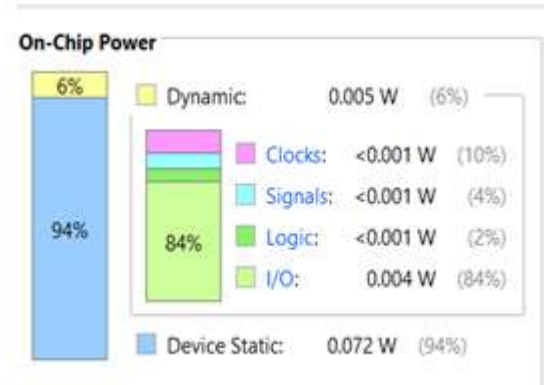 On-Chip Power
6%
Dynamic: 0.005 W (6%)
Clocks: <0.001 W (10%)
Signals: <0.001 W (4%)
94%
84%
Logic: <0.001 W (2%)
I/O: 0.004 W (84%)
Device Static: 0.072 W (94%)